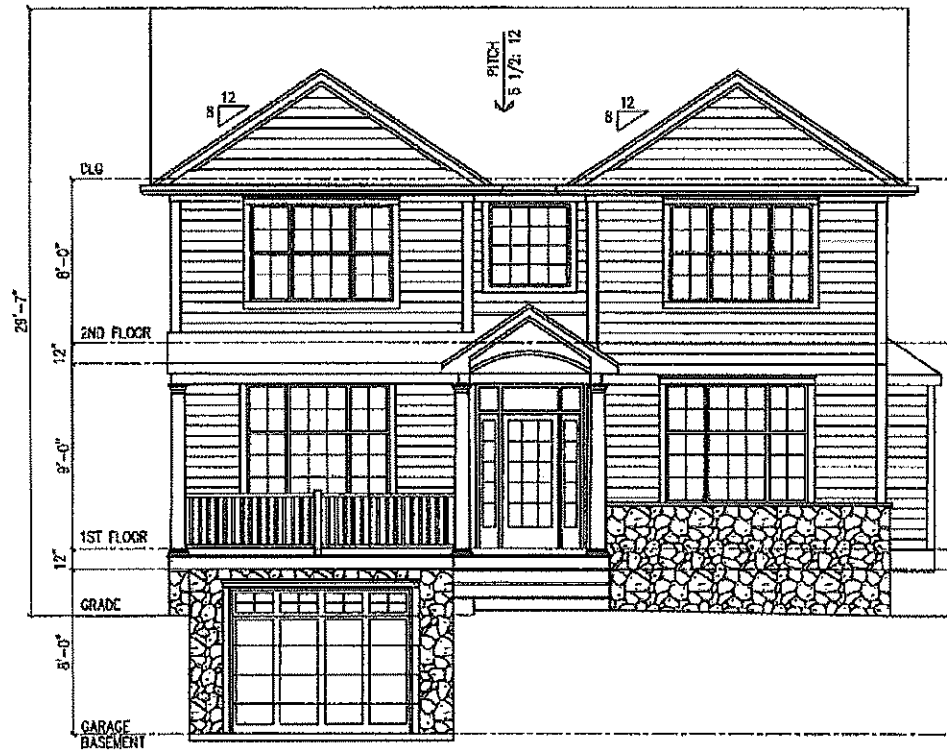 PITCH
5 1/2: 12
12
8
12
8
CLG
8'-0"
29'-7"
2ND FLOOR
12"
9'-0"
1ST FLOOR
12"
GRADE
8'-0"
GARAGE
BASEMENT